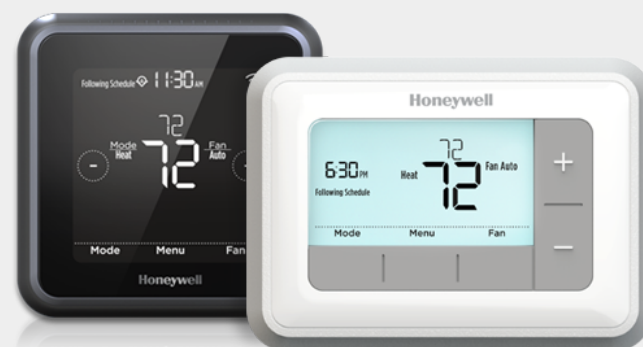 Following Schedule 11:30 AM
72
Mode
Heat
72
Fan
Auto
-
Mode Menu Fan
Honeywell
Honeywell
72
6:30 PM
Heat
72
Fan Auto
Following Schedule
Mode Menu Fan
+
-